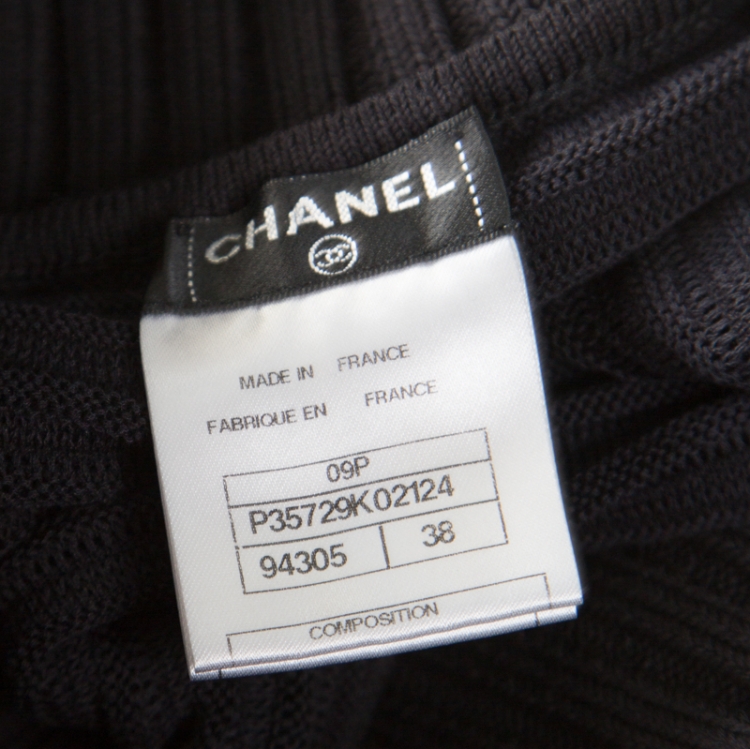 CHANEL
MADE IN FRANCE
FABRIQUE EN FRANCE
09P
P35729K02124
94305 38
COMPOSITION